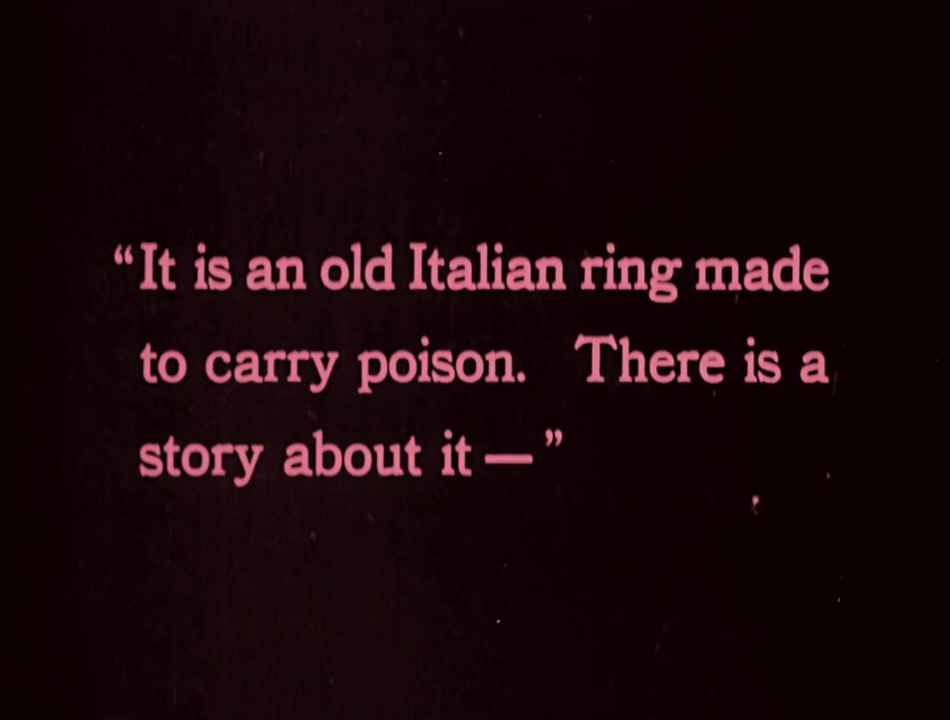 “It is an old Italian ring made
to carry poison. There is a
story about it — ”